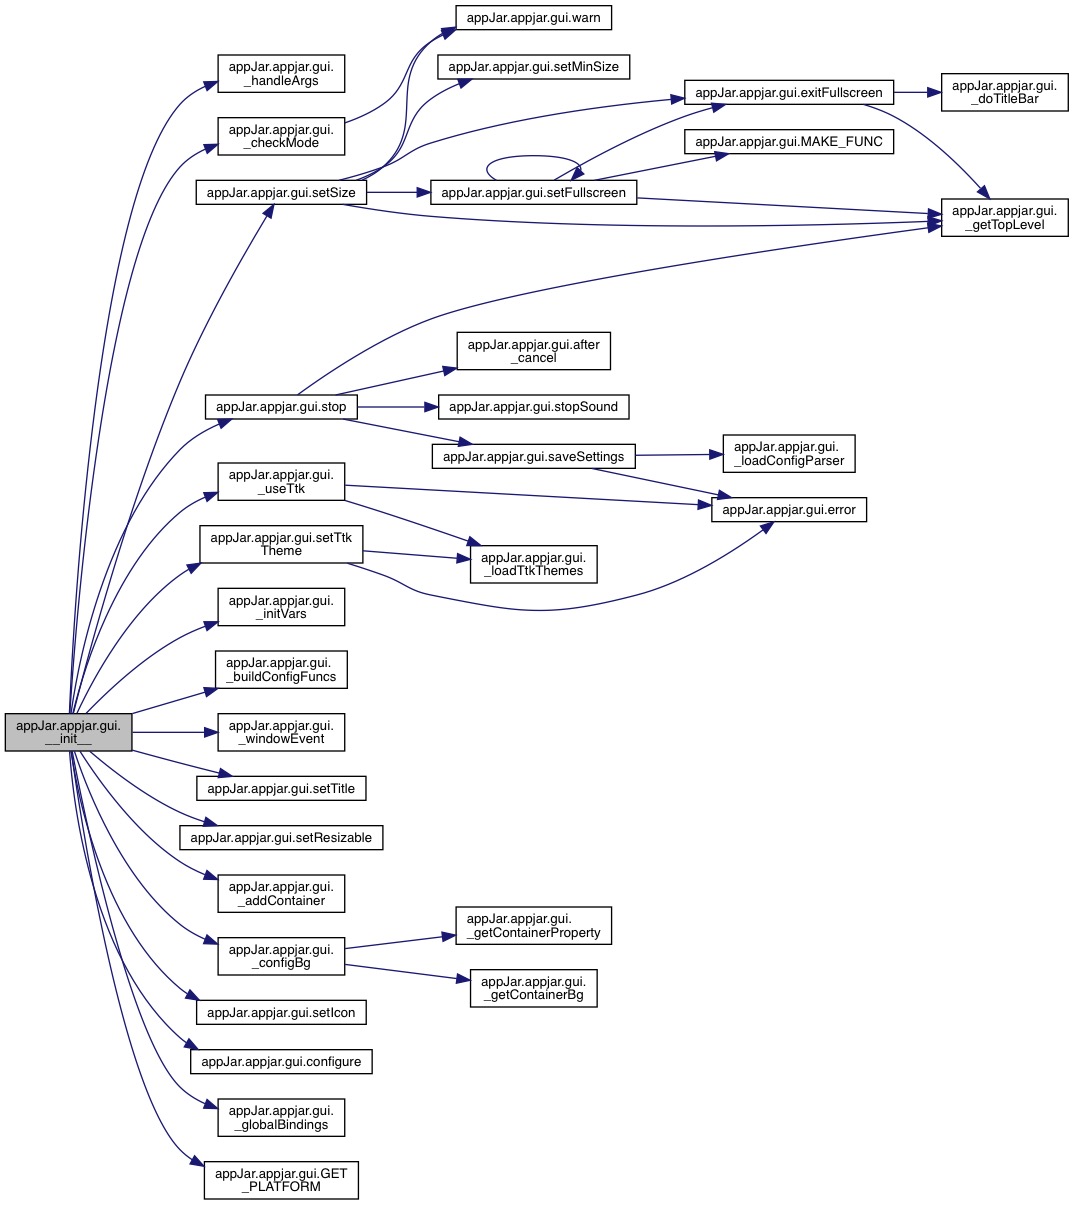 appJar.appjar.gui.warn
appJar.appjar.gui.
_handleArgs
appJar.appjar.gui.setMinSize
appJar.appjar.gui.exitFullscreen
appJar.appjar.gui.
_doTitleBar
appJar.appjar.gui.
_checkMode
appJar.appjar.gui.MAKE_FUNC
appJar.appjar.gui.setSize
appJar.appjar.gui.setFullscreen
appJar.appjar.gui.
_getTopLevel
appJar.appjar.gui.after
_cancel
appJar.appjar.gui.stop
appJar.appjar.gui.stopSound
appJar.appjar.gui.saveSettings
appJar.appjar.gui.
_loadConfigParser
appJar.appjar.gui.
_useTtk
appJar.appjar.gui.error
appJar.appjar.gui.setTtk
Theme
appJar.appjar.gui.
_loadTtkThemes
appJar.appjar.gui.
_initVars
appJar.appjar.gui.
_buildConfigFuncs
appJar.appjar.gui.
__init__
appJar.appjar.gui.
_windowEvent
appJar.appjar.gui.setTitle
appJar.appjar.gui.setResizable
appJar.appjar.gui.
_addContainer
appJar.appjar.gui.
_getContainerProperty
appJar.appjar.gui.
_configBg
appJar.appjar.gui.
_getContainerBg
appJar.appjar.gui.setIcon
appJar.appjar.gui.configure
appJar.appjar.gui.
_globalBindings
appJar.appjar.gui.GET
_PLATFORM